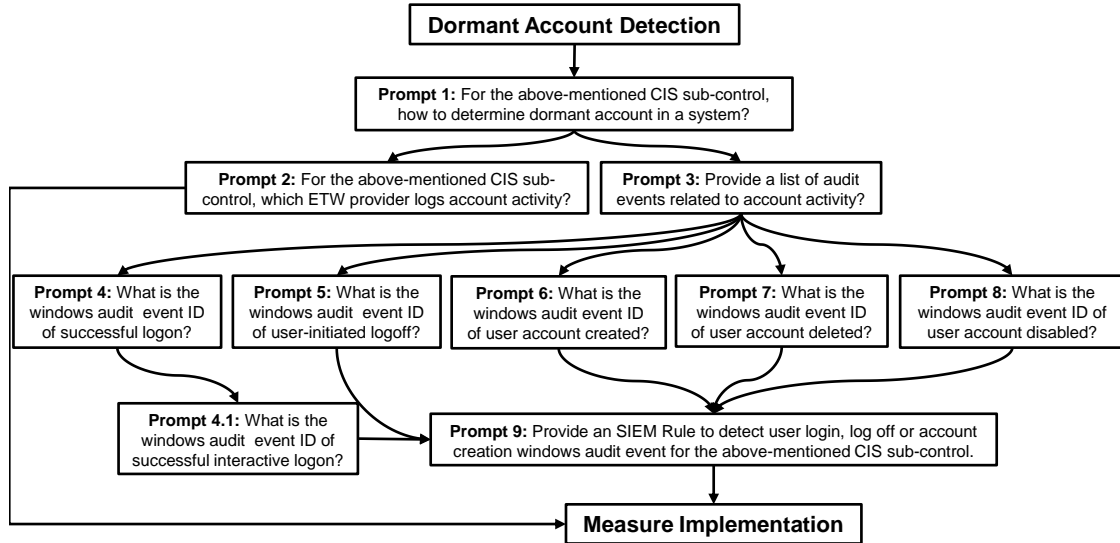 Dormant Account Detection
Prompt 1: For the above-mentioned CIS sub-control,
how to determine dormant account in a system?
Prompt 2: For the above-mentioned CIS sub-
control, which ETW provider logs account activity?
Prompt 3: Provide a list of audit
events related to account activity?
Prompt 4: What is the
windows audit event ID
of successful logon?
Prompt 5: What is the
windows audit event ID
of user-initiated logoff?
Prompt 6: What is the
windows audit event ID
of user account created?
Prompt 7: What is the
windows audit event ID
of user account deleted?
Prompt 8: What is the
windows audit event ID of
user account disabled?
Prompt 4.1: What is the
windows audit event ID of
successful interactive logon?
Prompt 9: Provide an SIEM Rule to detect user login, log off or account
creation windows audit event for the above-mentioned CIS sub-control.
Measure Implementation